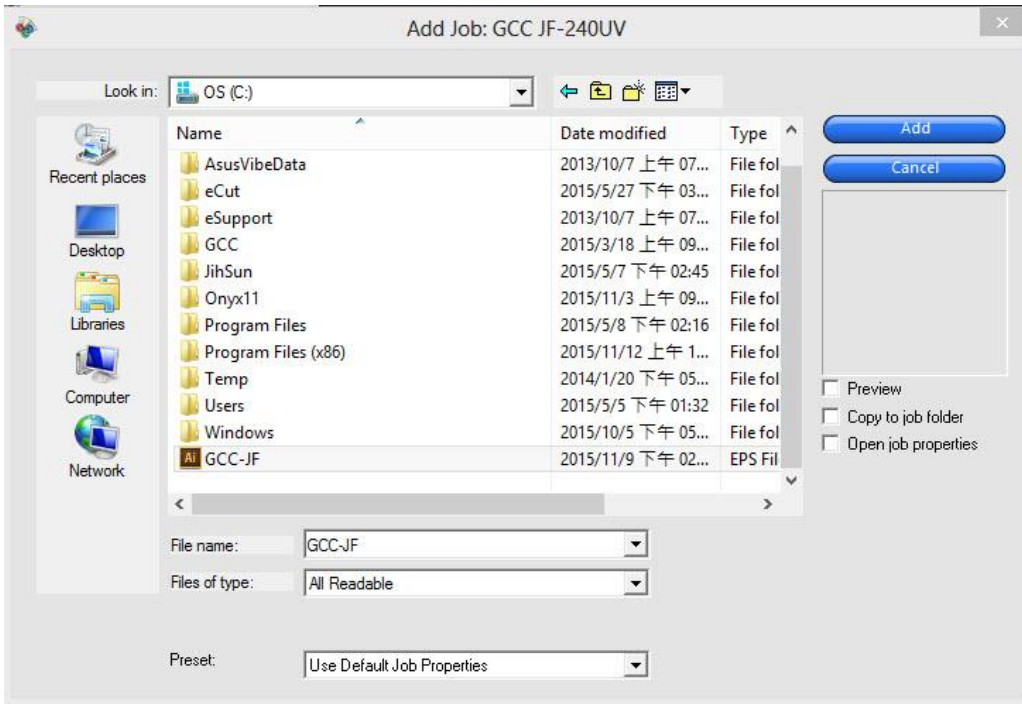 Add Job: GCC JF-240UV
Look in: OS (C:)
Name Date modified Type
AsusVibeData 2013/10/7 上午 07... File fol
eCut 2015/5/27 下午 03... File fol
eSupport 2013/10/7 上午 07... File fol
GCC 2015/3/18 上午 09... File fol
JihSun 2015/5/7 下午 02:45 File fol
Onyx11 2015/11/3 上午 09... File fol
Program Files 2015/5/8 下午 02:16 File fol
Program Files (x86) 2015/11/12 上午 1... File fol
Temp 2014/1/20 下午 05... File fol
Users 2015/5/5 下午 01:32 File fol
Windows 2015/10/5 下午 05... File fol
Ai GCC-JF 2015/11/9 下午 02... EPS Fil
Recent places
Desktop
Libraries
Computer
Network
Add
Cancel
Preview
Copy to job folder
Open job properties
File name: GCC-JF
Files of type: All Readable
Preset: Use Default Job Properties